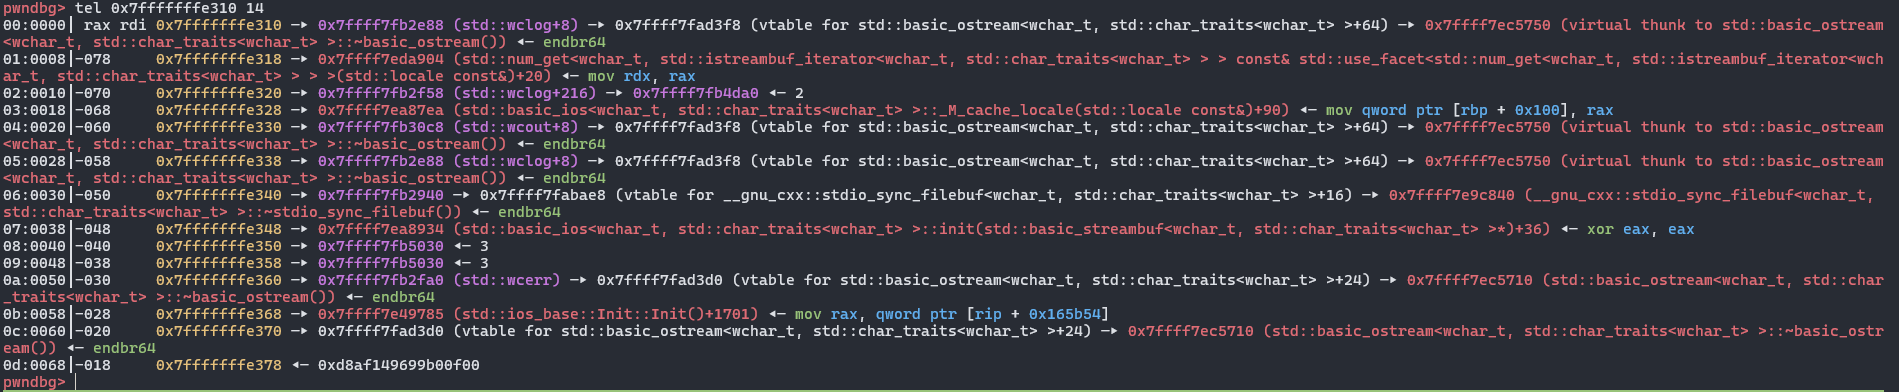 pwndbg> tel 0x7fffffffe310 14
00:0000│ rax rdi 0x7fffffffe310 —▸ 0x7ffff7fb2e88 (std::wclog+8) —▸ 0x7ffff7fad3f8 (vtable for std::basic_ostream<wchar_t, std::char_traits<wchar_t> >+64) —▸ 0x7ffff7ec5750 (virtual thunk to std::basic_ostream
<wchar_t, std::char_traits<wchar_t> >::~basic_ostream()) ◂— endbr64
01:0008│-078     0x7fffffffe318 —▸ 0x7ffff7eda904 (std::num_get<wchar_t, std::istreambuf_iterator<wchar_t, std::char_traits<wchar_t> > > const& std::use_facet<std::num_get<wchar_t, std::istreambuf_iterator<wch
ar_t, std::char_traits<wchar_t> > > >(std::locale const&)+20) ◂— mov rdx, rax
02:0010│-070     0x7fffffffe320 —▸ 0x7ffff7fb2f58 (std::wclog+216) —▸ 0x7ffff7fb4da0 ◂— 2
03:0018│-068     0x7fffffffe328 —▸ 0x7ffff7ea87ea (std::basic_ios<wchar_t, std::char_traits<wchar_t> >::_M_cache_locale(std::locale const&)+90) ◂— mov qword ptr [rbp + 0x100], rax
04:0020│-060     0x7fffffffe330 —▸ 0x7ffff7fb30c8 (std::wcout+8) —▸ 0x7ffff7fad3f8 (vtable for std::basic_ostream<wchar_t, std::char_traits<wchar_t> >+64) —▸ 0x7ffff7ec5750 (virtual thunk to std::basic_ostream
<wchar_t, std::char_traits<wchar_t> >::~basic_ostream()) ◂— endbr64
05:0028│-058     0x7fffffffe338 —▸ 0x7ffff7fb2e88 (std::wclog+8) —▸ 0x7ffff7fad3f8 (vtable for std::basic_ostream<wchar_t, std::char_traits<wchar_t> >+64) —▸ 0x7ffff7ec5750 (virtual thunk to std::basic_ostream
<wchar_t, std::char_traits<wchar_t> >::~basic_ostream()) ◂— endbr64
06:0030│-050     0x7fffffffe340 —▸ 0x7ffff7fb2940 —▸ 0x7ffff7fabae8 (vtable for __gnu_cxx::stdio_sync_filebuf<wchar_t, std::char_traits<wchar_t> >+16) —▸ 0x7ffff7e9c840 (__gnu_cxx::stdio_sync_filebuf<wchar_t,
std::char_traits<wchar_t> >::~stdio_sync_filebuf()) ◂— endbr64
07:0038│-048     0x7fffffffe348 —▸ 0x7ffff7ea8934 (std::basic_ios<wchar_t, std::char_traits<wchar_t> >::init(std::basic_streambuf<wchar_t, std::char_traits<wchar_t> >*)+36) ◂— xor eax, eax
08:0040│-040     0x7fffffffe350 —▸ 0x7ffff7fb5030 ◂— 3
09:0048│-038     0x7fffffffe358 —▸ 0x7ffff7fb5030 ◂— 3
0a:0050│-030     0x7fffffffe360 —▸ 0x7ffff7fb2fa0 (std::wcerr) —▸ 0x7ffff7fad3d0 (vtable for std::basic_ostream<wchar_t, std::char_traits<wchar_t> >+24) —▸ 0x7ffff7ec5710 (std::basic_ostream<wchar_t, std::char
_traits<wchar_t> >::~basic_ostream()) ◂— endbr64
0b:0058│-028     0x7fffffffe368 —▸ 0x7ffff7e49785 (std::ios_base::Init::Init()+1701) ◂— mov rax, qword ptr [rip + 0x165b54]
0c:0060│-020     0x7fffffffe370 —▸ 0x7ffff7fad3d0 (vtable for std::basic_ostream<wchar_t, std::char_traits<wchar_t> >+24) —▸ 0x7ffff7ec5710 (std::basic_ostream<wchar_t, std::char_traits<wchar_t> >::~basic_ostr
eam()) ◂— endbr64
0d:0068│-018     0x7fffffffe378 ◂— 0xd8af149699b00f00
pwndbg>